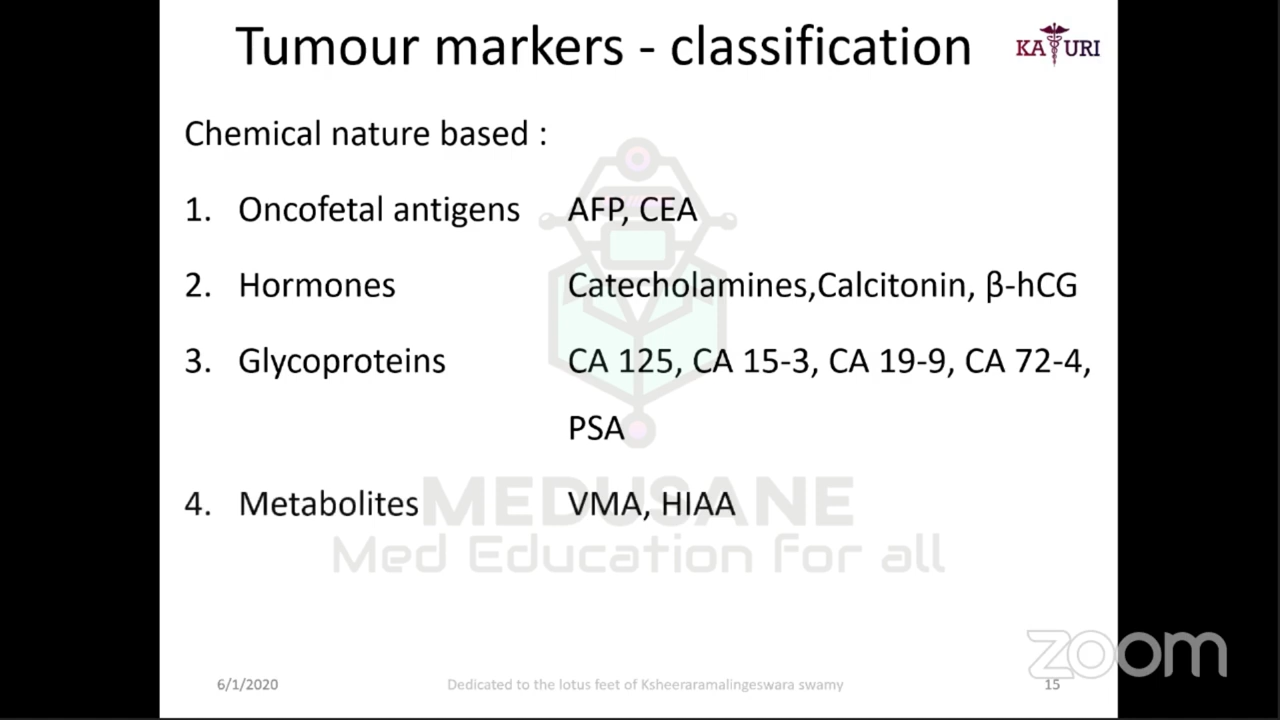 Tumour markers - classification
KATURI
Chemical nature based :
1. Oncofetal antigens AFP, CEA
2. Hormones Catecholamines,Calcitonin, β-hCG
3. Glycoproteins CA 125, CA 15-3, CA 19-9, CA 72-4,
PSA
4. Metabolites VMA, HIAA
MEDUSANE
Med Education for all
zoom
6/1/2020 Dedicated to the lotus feet of Ksheeraramalingeswara swamy 15